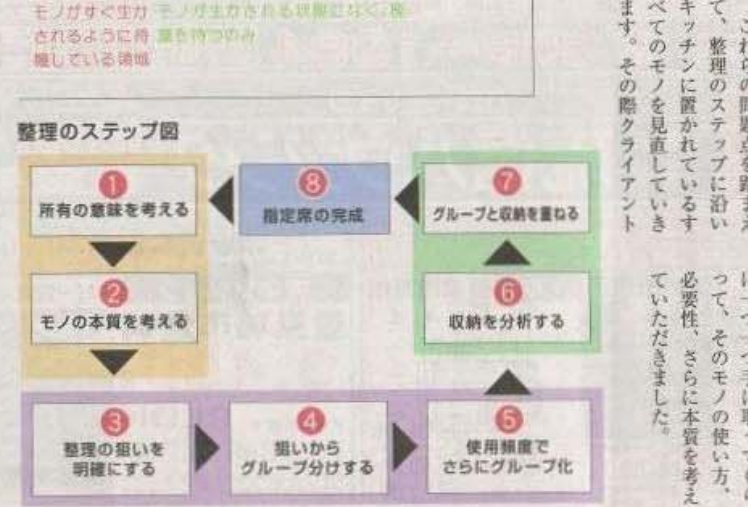 モノがすぐ生か
されるように待
機している領域
モノが生かされる状態になく、
を待つのみ
整理のステップ図
1
所有の意味を考える
2
モノの本質を考える
3
整理の狙いを
明確にする
4
狙いから
グループ分けする
5
使用頻度で
さらにグループ化
6
収納を分析する
7
グループと収納を重ねる
8
指定席の完成
これらの問題点を踏まえ
て、整理のステップに沿い
キッチンに置かれているす
べてのモノを見直していき
ます。その際クライアント
って、そのモノの使い方、
必要性、さらに本質を考え
ていただきました。